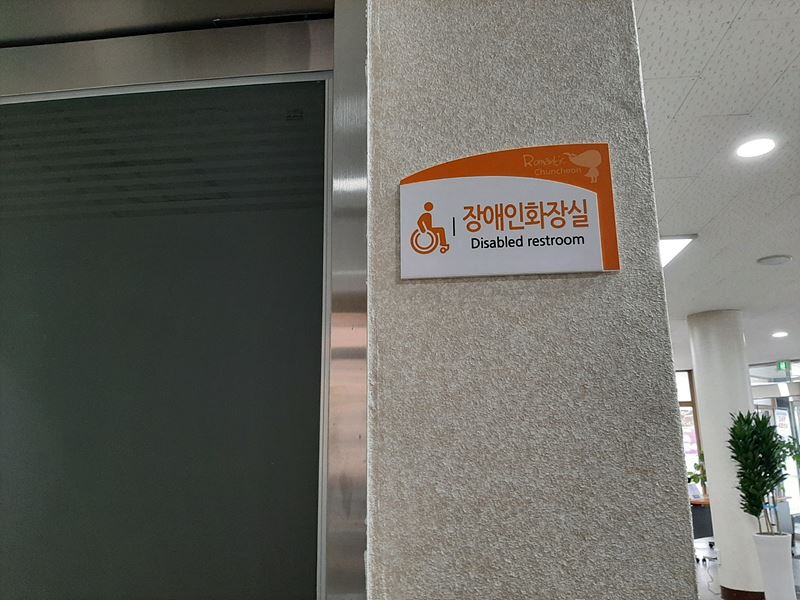 Romantic
Chuncheon
장애인화장실
Disabled restroom